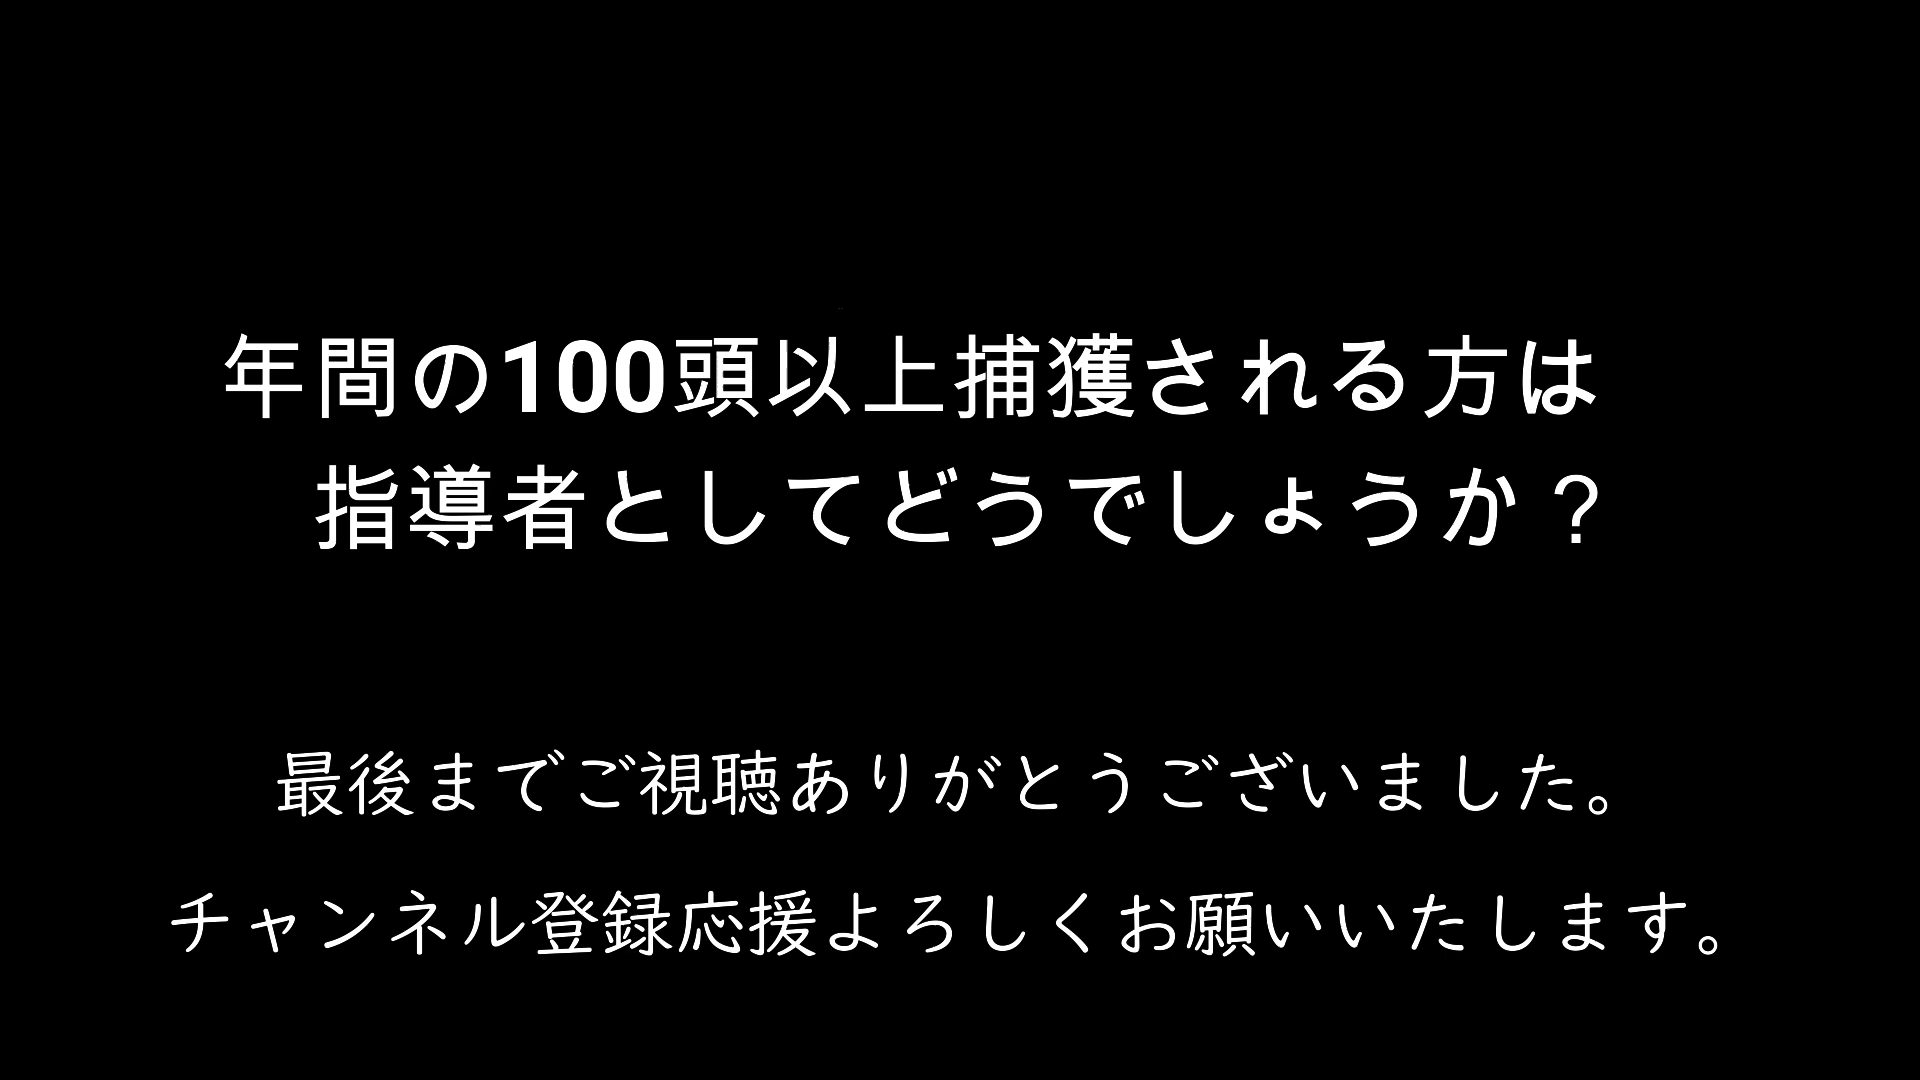 年間の100頭以上捕獲される方は
指導者としてどうでしょうか？
最後までご視聴ありがとうございました。
チャンネル登録応援よろしくお願いいたします。